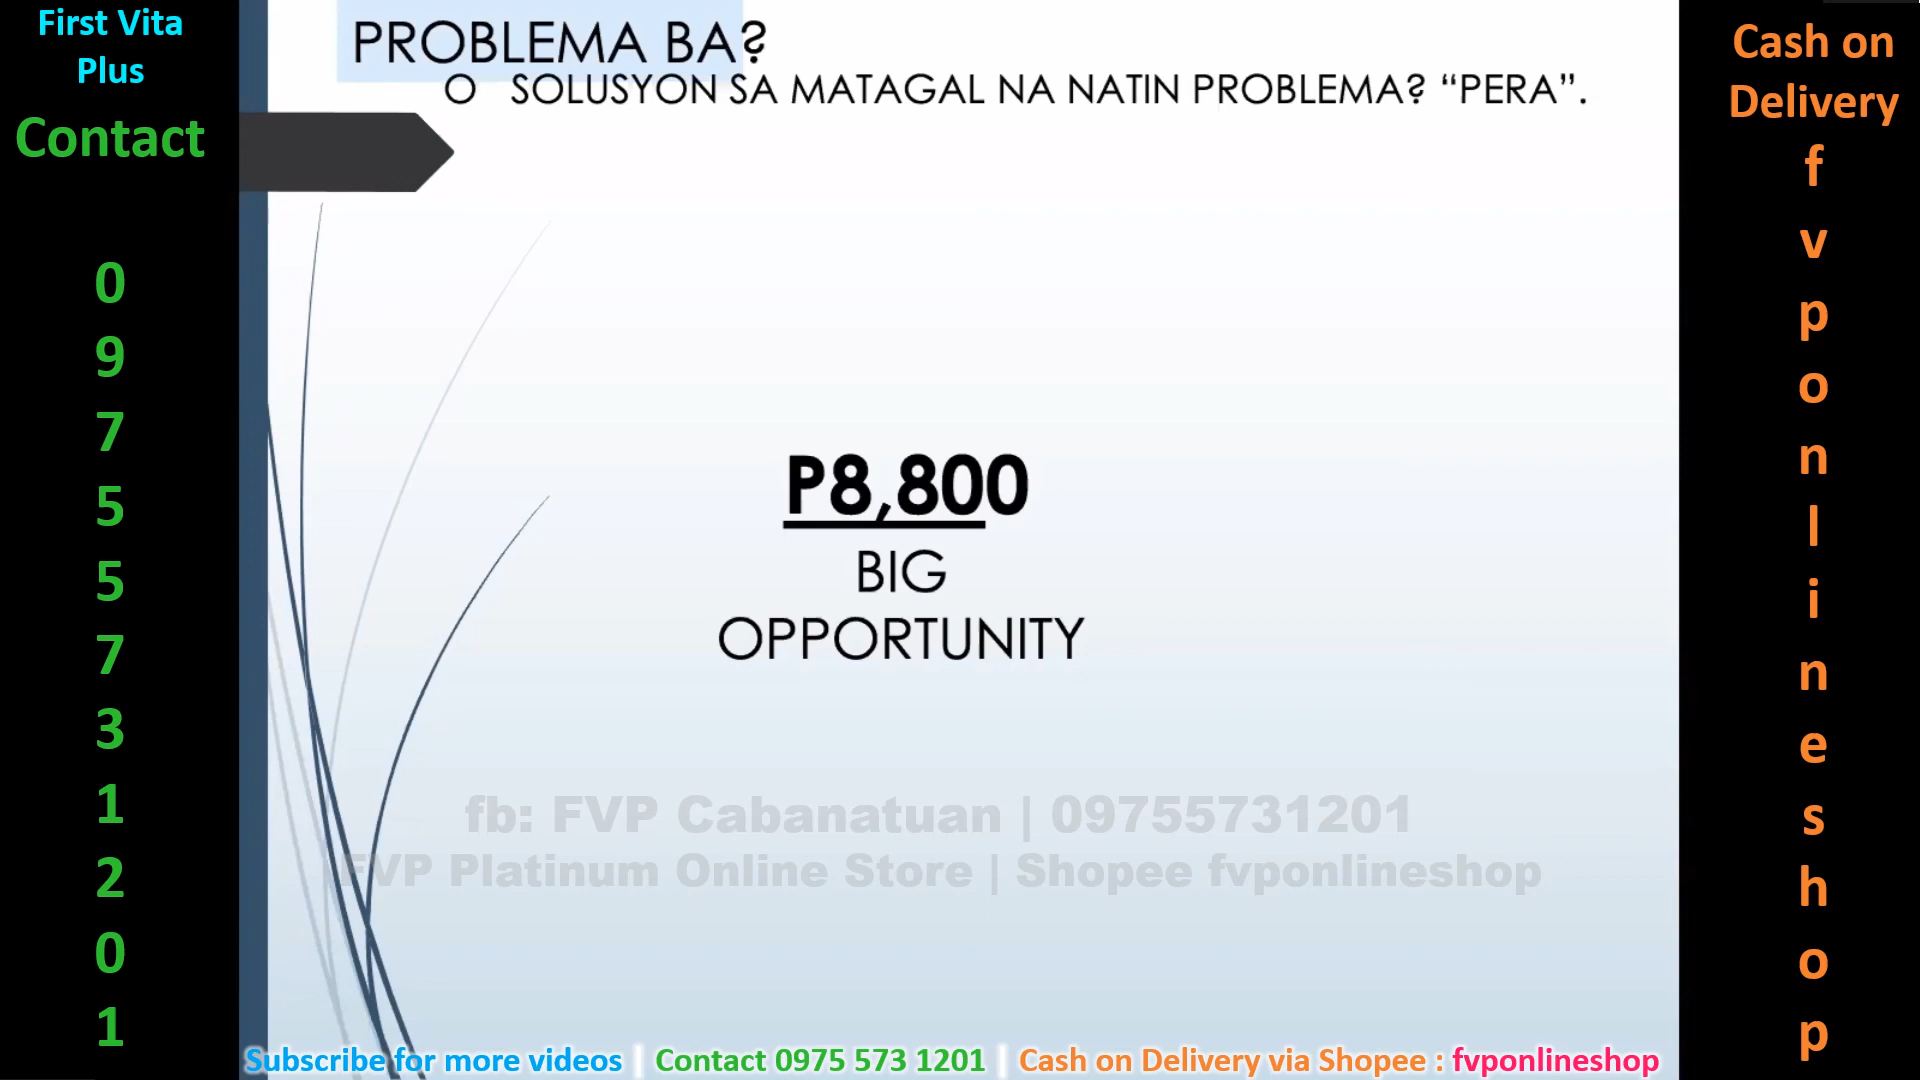 First Vita
Plus
Contact
0
9
7
5
5
7
3
1
2
0
1
PROBLEMA BA?
O SOLUSYON SA MATAGAL NA NATIN PROBLEMA? “PERA”.
P8,800
BIG
OPPORTUNITY
fb: FVP Cabanatuan | 09755731201
FVP Platinum Online Store | Shopee fvponlineshop
Subscribe for more videos | Contact 0975 573 1201 | Cash on Delivery via Shopee : fvponlineshop
Cash on
Delivery
f
v
p
o
n
l
i
n
e
s
h
o
p